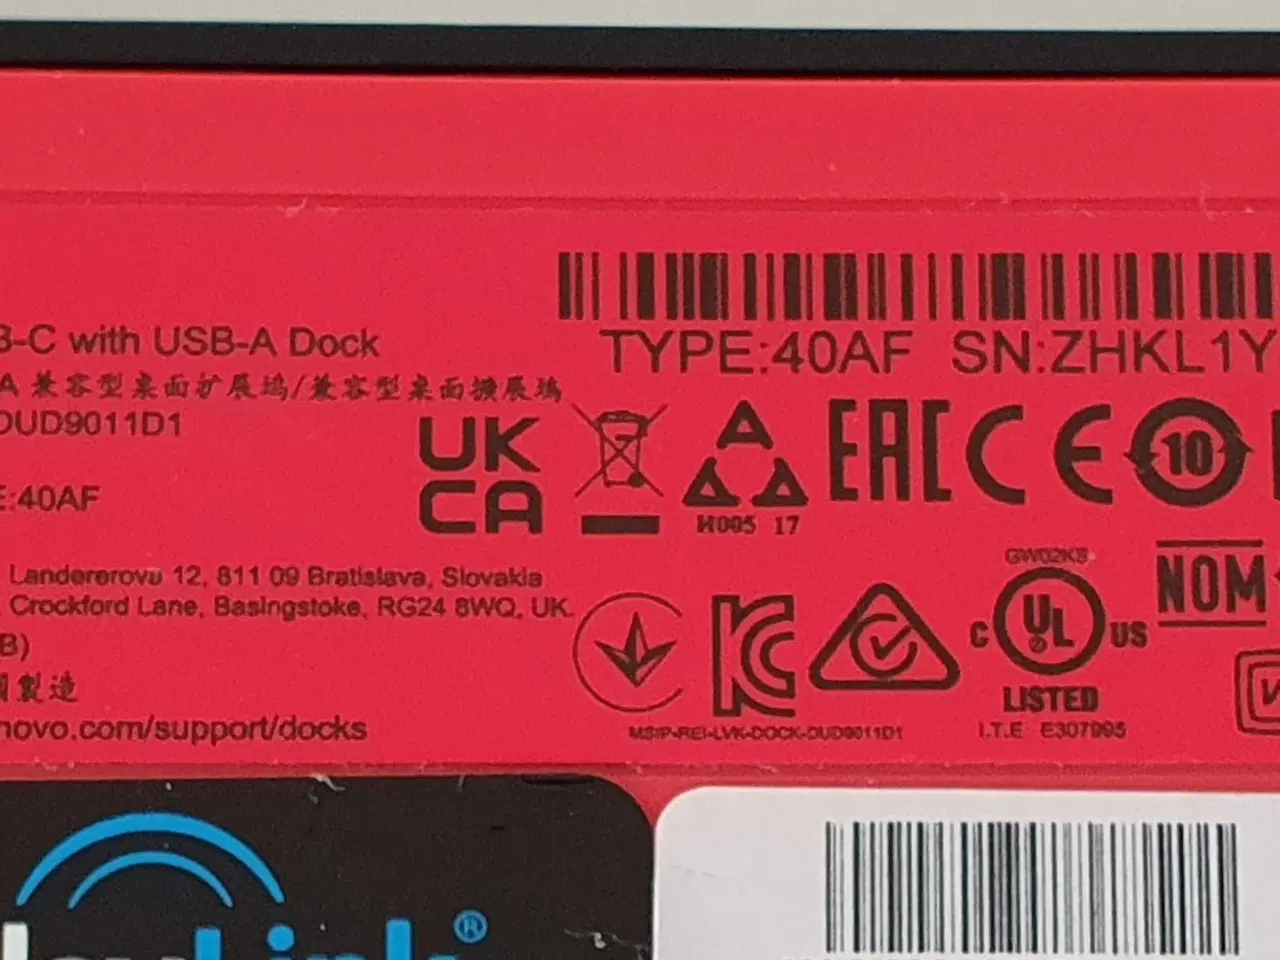 B-C with USB-A Dock
A 兼容型桌面扩展坞/兼容型桌面擴展塢
DUD9011D1
E:40AF
Landererovu 12, 811 09 Bratislava, Slovakia
Crockford Lane, Basingstoke, RG24 8WQ, UK.
B)
製造
novo.com/support/docks
TYPE:40AF SN:ZHKL1Y
UK
CA
H005 17
EAC CE 10
GW02K8
C UL US
LISTED
I.T.E E307995
NOM
KC
MSIP-REI-LVK-DOCK-DUD9011D1
Link®